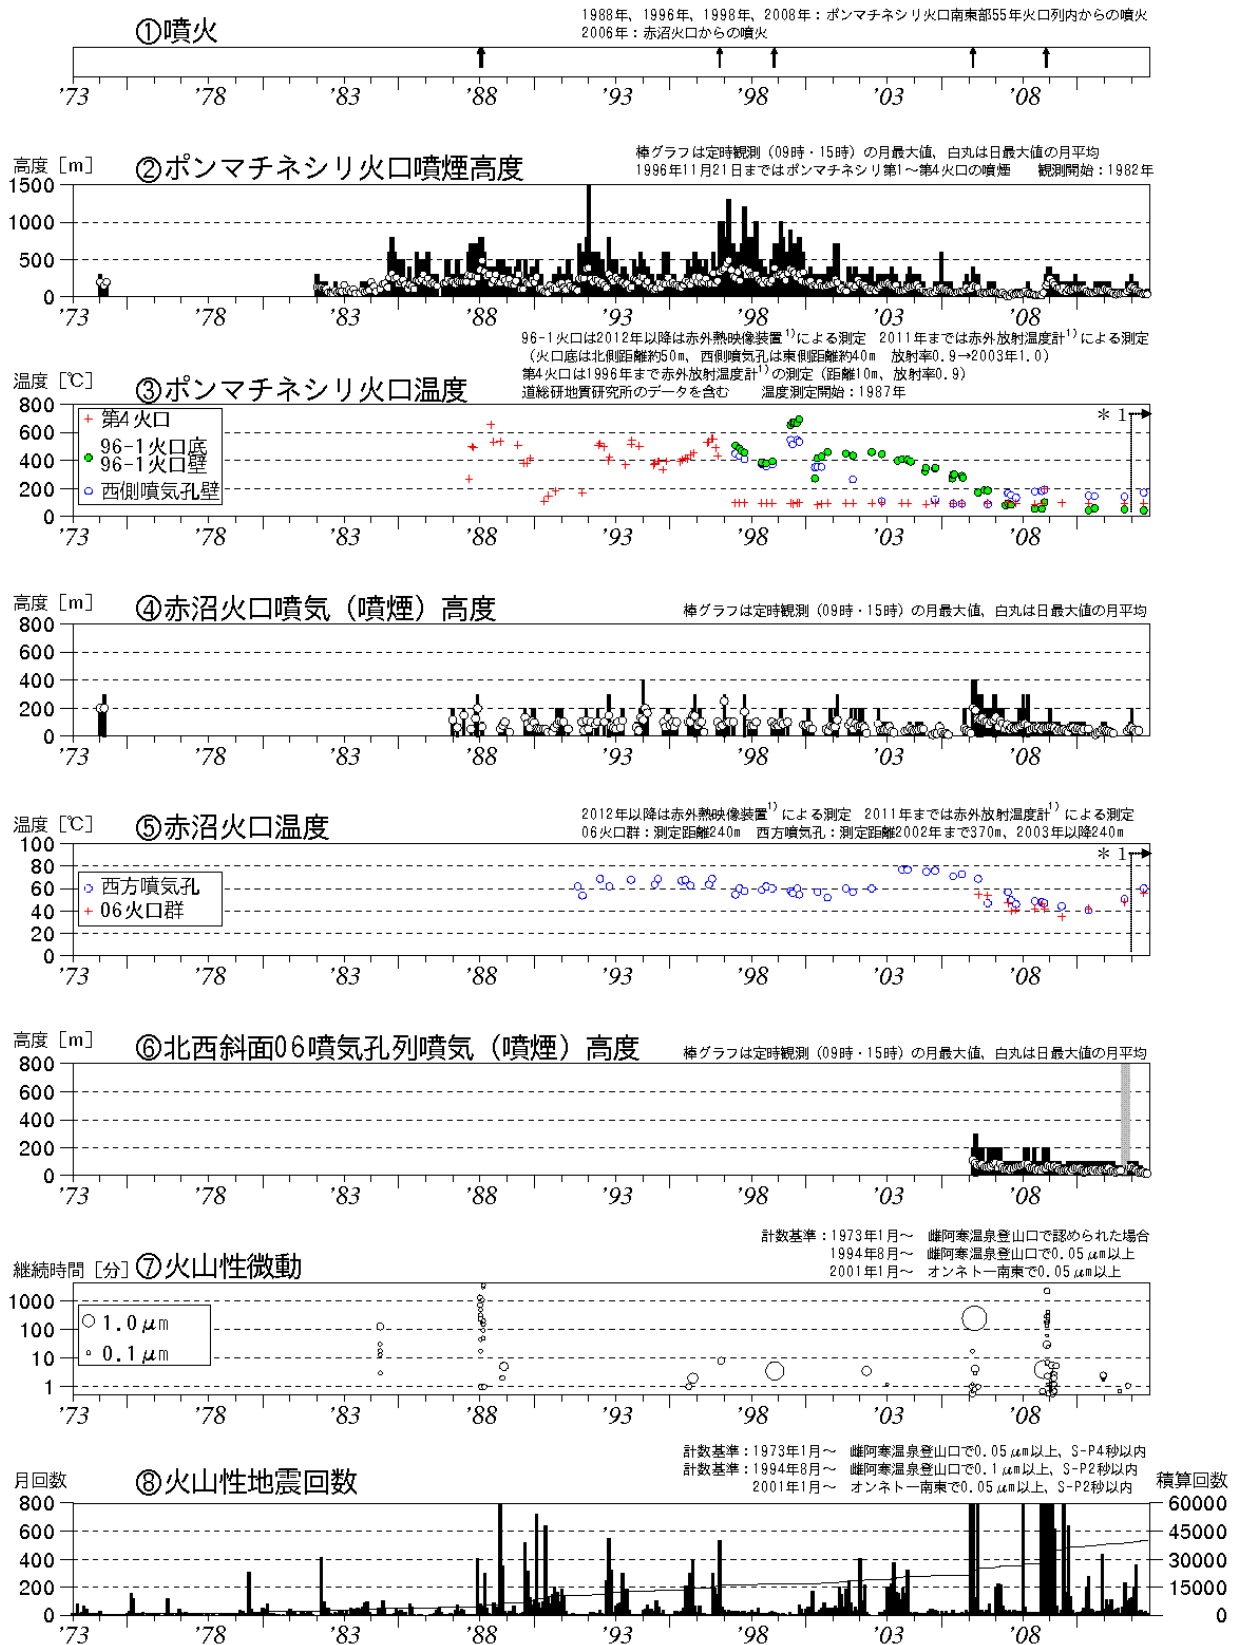 ①噴火
1988年、1996年、1998年、2008年：ポンマチネシリ火口南東部55年火口列内からの噴火
2006年：赤沼火口からの噴火
'73 '78 '83 '88 '93 '98 '03 '08
高度［m］ ②ポンマチネシリ火口噴煙高度
棒グラフは定時観測（09時・15時）の月最大値、白丸は日最大値の月平均
1996年11月21日まではポンマチネシリ第1～第4火口の噴煙　観測開始：1982年
1500
1000
500
0
'73 '78 '83 '88 '93 '98 '03 '08
96-1火口は2012年以降は赤外熱映像装置1)による測定　2011年までは赤外放射温度計1)による測定
（火口底は北側距離約50m、西側噴気孔は東側距離約40m　放射率0.9→2003年1.0）
第4火口は1996年まで赤外放射温度計1)の測定（距離10m、放射率0.9）
道総研地質研究所のデータを含む　温度測定開始：1987年
温度［℃］ ③ポンマチネシリ火口温度
800
600
400
200
0
+ 第4火口
96-1火口底
96-1火口壁
西側噴気孔壁
＊1
'73 '78 '83 '88 '93 '98 '03 '08
高度［m］ ④赤沼火口噴気（噴煙）高度
棒グラフは定時観測（09時・15時）の月最大値、白丸は日最大値の月平均
800
600
400
200
0
'73 '78 '83 '88 '93 '98 '03 '08
温度［℃］ ⑤赤沼火口温度
2012年以降は赤外熱映像装置1)による測定　2011年までは赤外放射温度計1)による測定
06火口群：測定距離240m　西方噴気孔：測定距離2002年まで370m、2003年以降240m
100
80
60
40
20
0
西方噴気孔
+ 06火口群
＊1
'73 '78 '83 '88 '93 '98 '03 '08
高度［m］ ⑥北西斜面06噴気孔列噴気（噴煙）高度
棒グラフは定時観測（09時・15時）の月最大値、白丸は日最大値の月平均
800
600
400
200
0
'73 '78 '83 '88 '93 '98 '03 '08
計数基準：1973年1月～　雌阿寒温泉登山口で認められた場合
1994年8月～　雌阿寒温泉登山口で0.05μm以上
2001年1月～　オンネトー南東で0.05μm以上
継続時間［分］ ⑦火山性微動
1000
100
10
1
1.0μm
0.1μm
'73 '78 '83 '88 '93 '98 '03 '08
計数基準：1973年1月～　雌阿寒温泉登山口で0.05μm以上、S-P4秒以内
計数基準：1994年8月～　雌阿寒温泉登山口で0.1μm以上、S-P2秒以内
2001年1月～　オンネトー南東で0.05μm以上、S-P2秒以内
月回数 ⑧火山性地震回数 積算回数
800 60000
600 45000
400 30000
200 15000
0 0
'73 '78 '83 '88 '93 '98 '03 '08